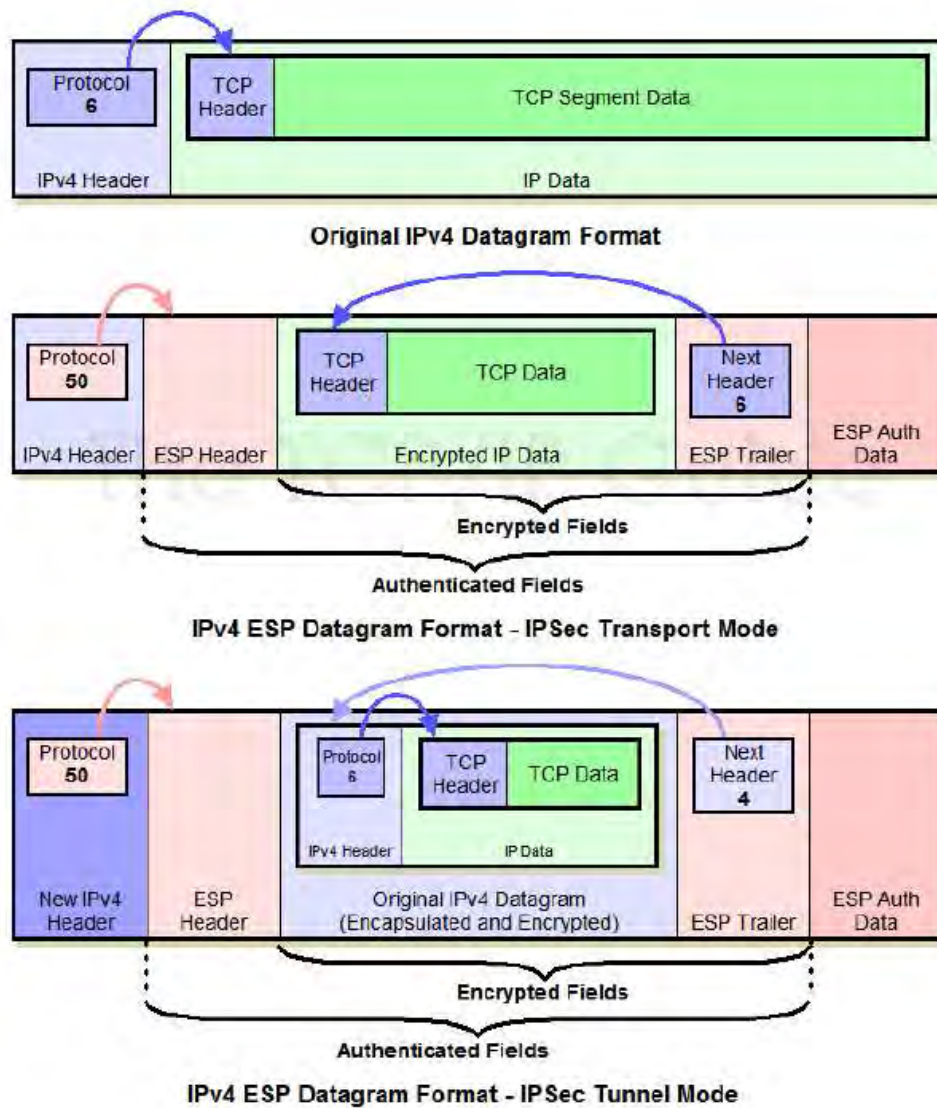 Protocol
6
TCP
Header
TCP Segment Data
IPv4 Header
IP Data
Original IPv4 Datagram Format
Protocol
50
TCP
Header
TCP Data
Next
Header
6
IPv4 Header
ESP Header
Encrypted IP Data
ESP Trailer
ESP Auth
Data
Encrypted Fields
Authenticated Fields
IPv4 ESP Datagram Format - IPSec Transport Mode
Protocol
50
Protocol
6
TCP
Header
TCP Data
Next
Header
4
IPv4 Header
IP Data
New IPv4
Header
ESP
Header
Original IPv4 Datagram
(Encapsulated and Encrypted)
ESP Trailer
ESP Auth
Data
Encrypted Fields
Authenticated Fields
IPv4 ESP Datagram Format - IPSec Tunnel Mode